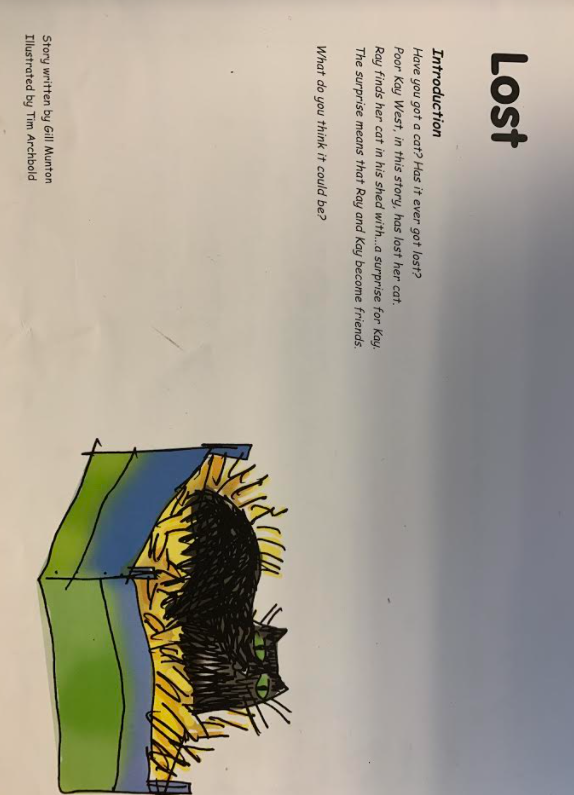 Lost
Introduction
Have you got a cat? Has it ever got lost?
Poor Kay West, in this story, has lost her cat.
Ray finds her cat in his shed with...a surprise for Kay.
The surprise means that Ray and Kay become friends.
What do you think it could be?
Story written by Gill Munton
Illustrated by Tim Archbold